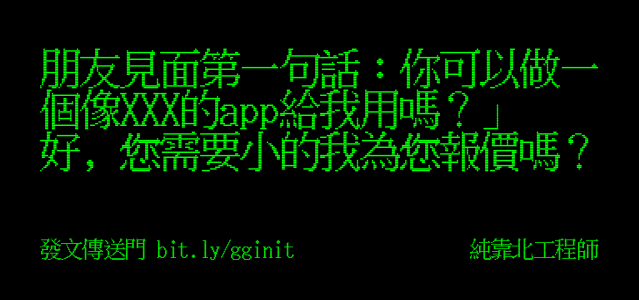 朋友見面第一句話：你可以做一
個像XXX的app給我用嗎？」
好, 您需要小的我為您報價嗎？
發文傳送門 bit.ly/gginit
純靠北工程師